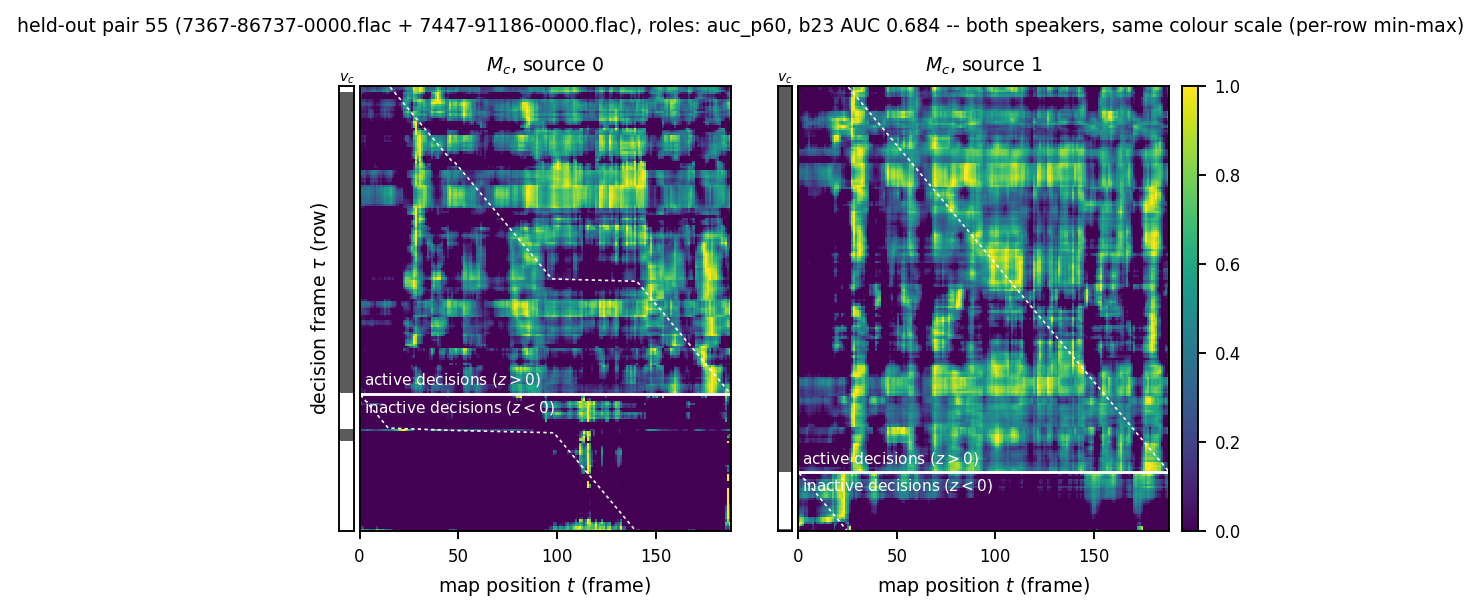 held-out pair 55 (7367-86737-0000.flac + 7447-91186-0000.flac), roles: auc_p60, b23 AUC 0.684 -- both speakers, same colour scale (per-row min-max)
v_c
M_c, source 0
v_c
M_c, source 1
decision frame τ (row)
active decisions (z > 0)
inactive decisions (z < 0)
active decisions (z > 0)
inactive decisions (z < 0)
1.0
0.8
0.6
0.4
0.2
0.0
0 50 100 150
0 50 100 150
map position t (frame)
map position t (frame)